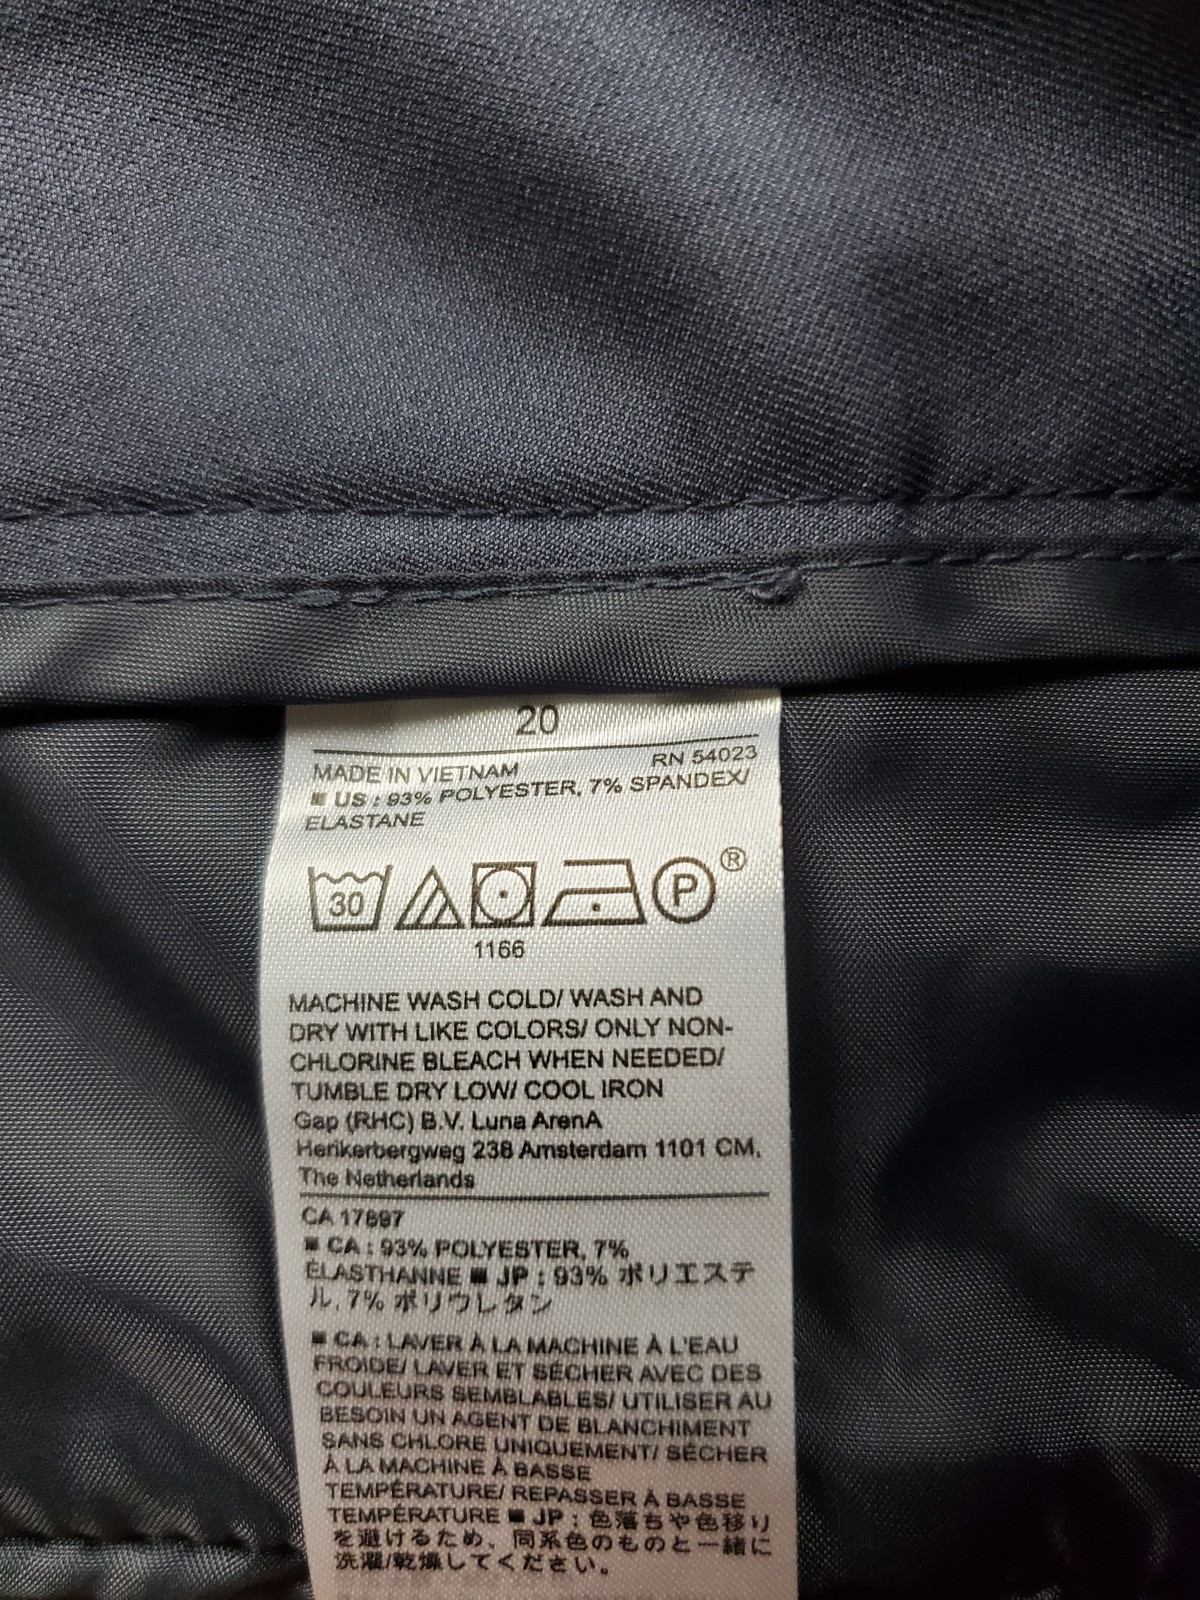 20
RN 54023
MADE IN VIETNAM
■ US : 93% POLYESTER, 7% SPANDEX/
ELASTANE
30 P ®
1166
MACHINE WASH COLD/ WASH AND
DRY WITH LIKE COLORS/ ONLY NON-
CHLORINE BLEACH WHEN NEEDED/
TUMBLE DRY LOW/ COOL IRON
Gap (RHC) B.V. Luna ArenA
Herikerbergweg 238 Amsterdam 1101 CM,
The Netherlands
CA 17897
■ CA : 93% POLYESTER, 7%
ÉLASTHANNE ■ JP : 93% ポリエステ
ル, 7% ポリウレタン
■ CA : LAVER À LA MACHINE À L'EAU
FROIDE/ LAVER ET SÉCHER AVEC DES
COULEURS SEMBLABLES/ UTILISER AU
BESOIN UN AGENT DE BLANCHIMENT
SANS CHLORE UNIQUEMENT/ SÉCHER
À LA MACHINE À BASSE
TEMPÉRATURE/ REPASSER À BASSE
TEMPÉRATURE ■ JP : 色落ちや色移り
を避けるため、同系色のものと一緒に
洗濯/乾燥してください。